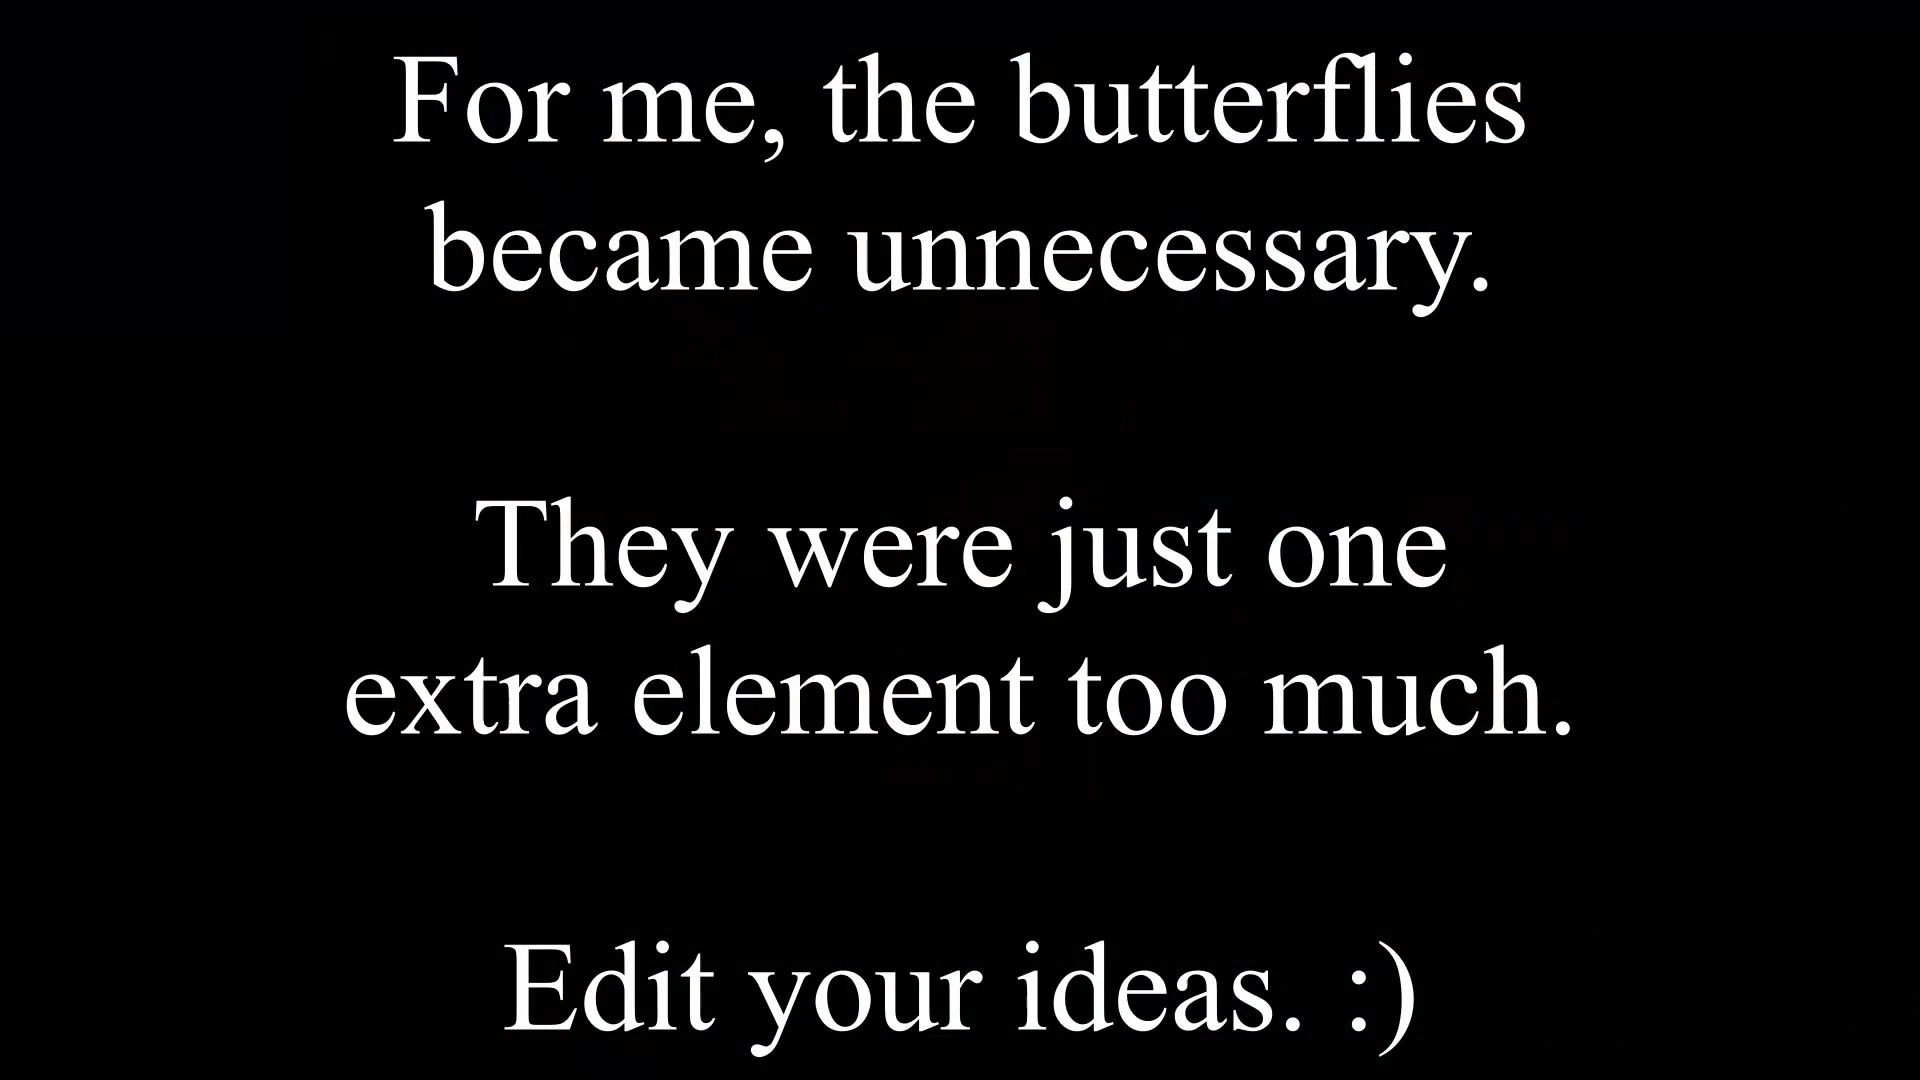 For me, the butterflies
became unnecessary.
They were just one
extra element too much.
Edit your ideas. :)